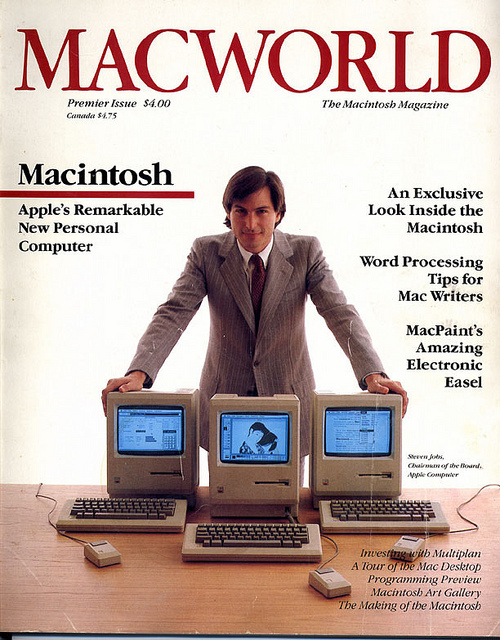 MACWORLD
Premier Issue $4.00
Canada $4.75
The Macintosh Magazine
Macintosh
Apple's Remarkable
New Personal
Computer
An Exclusive
Look Inside the
Macintosh
Word Processing
Tips for
Mac Writers
MacPaint's
Amazing
Electronic
Easel
Steven Jobs,
Chairman of the Board,
Apple Computer
Investing with Multiplan
A Tour of the Mac Desktop
Programming Preview
Macintosh Art Gallery
The Making of the Macintosh